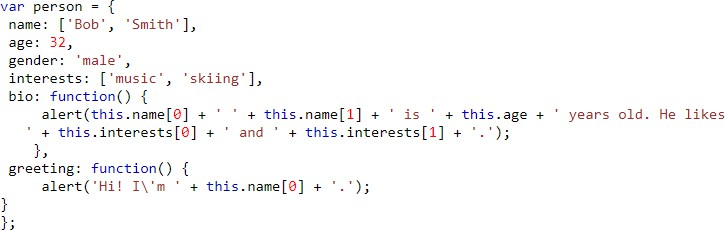 var person = {
 name: ['Bob', 'Smith'],
 age: 32,
 gender: 'male',
 interests: ['music', 'skiing'],
 bio: function() {
     alert(this.name[0] + ' ' + this.name[1] + ' is ' + this.age + ' years old. He likes
   ' + this.interests[0] + ' and ' + this.interests[1] + '.');
    },
 greeting: function() {
     alert('Hi! I\'m ' + this.name[0] + '.');
}
};